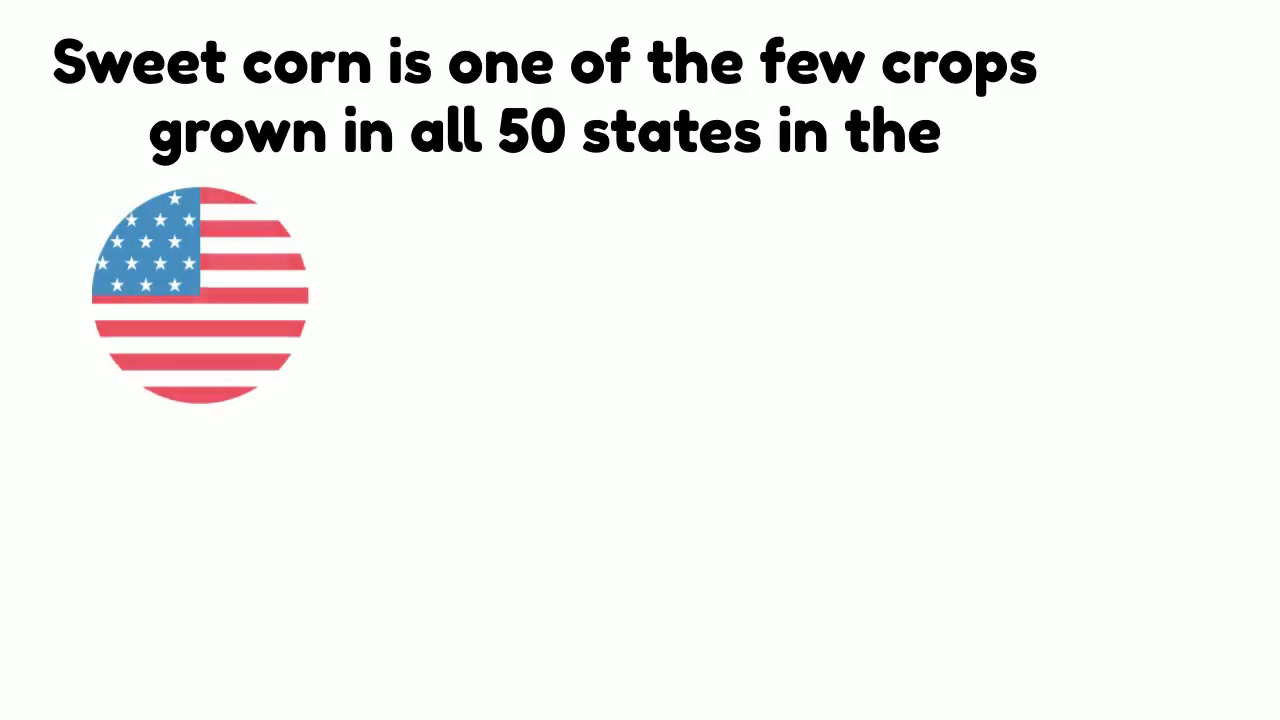 Sweet corn is one of the few crops
grown in all 50 states in the